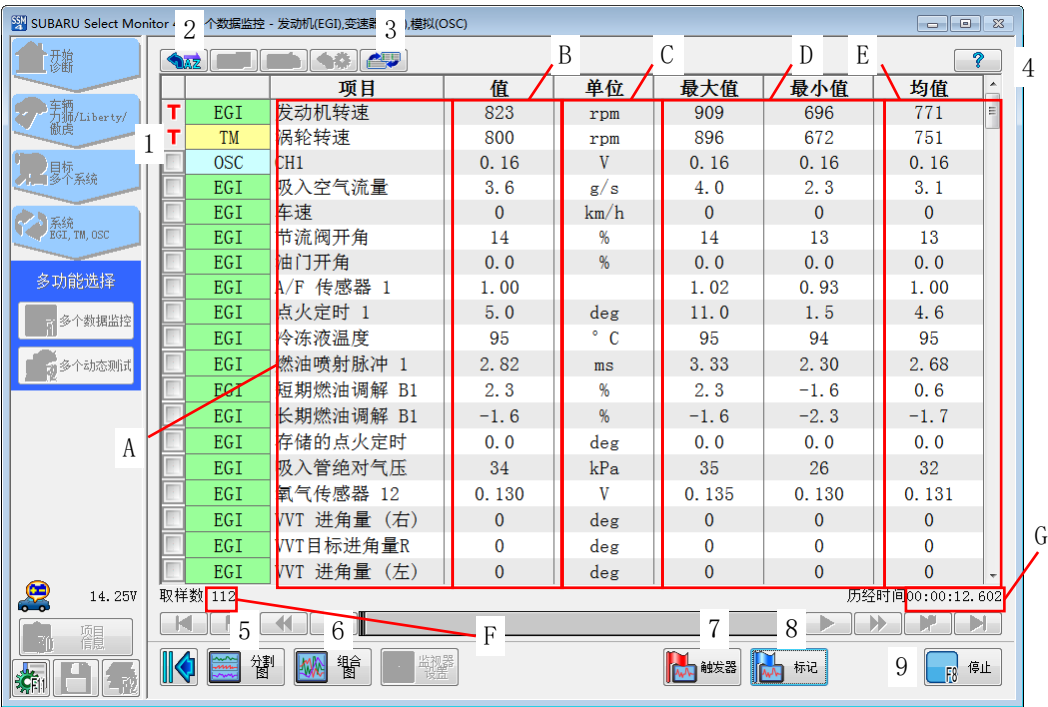 SUBARU Select Monitor 4 个数据监控 - 发动机(EGI),变速器 ,模拟(OSC)
2 3
B C D E
4
开始
诊断
车辆
力狮/Liberty/
傲虎
目标
多个系统
系统
EGI, TM, OSC
多功能选择
多个数据监控
多个动态测试
14.25V
项目
信息
F11
F2
1
项目 值 单位 最大值 最小值 均值
T EGI 发动机转速 823 rpm 909 696 771
T TM 涡轮转速 800 rpm 896 672 751
OSC CH1 0.16 V 0.16 0.16 0.16
EGI 吸入空气流量 3.6 g/s 4.0 2.3 3.1
EGI 车速 0 km/h 0 0 0
EGI 节流阀开角 14 % 14 13 13
EGI 油门开角 0.0 % 0.0 0.0 0.0
EGI A/F 传感器 1 1.00 1.02 0.93 1.00
EGI 点火定时 1 5.0 deg 11.0 1.5 4.6
EGI 冷冻液温度 95 ° C 95 94 95
EGI 燃油喷射脉冲 1 2.82 ms 3.33 2.30 2.68
EGI 短期燃油调解 B1 2.3 % 2.3 -1.6 0.6
EGI 长期燃油调解 B1 -1.6 % -1.6 -2.3 -1.7
EGI 存储的点火定时 0.0 deg 0.0 0.0 0.0
EGI 吸入管绝对气压 34 kPa 35 26 32
EGI 氧气传感器 12 0.130 V 0.135 0.130 0.131
EGI VVT 进角量 (右) 0 deg 0 0 0
EGI VVT目标进角量R 0 deg 0 0 0
EGI VVT 进角量 (左) 0 deg 0 0 0
A
G
取样数 112 历经时间00:00:12.602
5 6 F 7 8 9
分割
图
组合
图
监视器
设置
触发器
标记
F8 停止